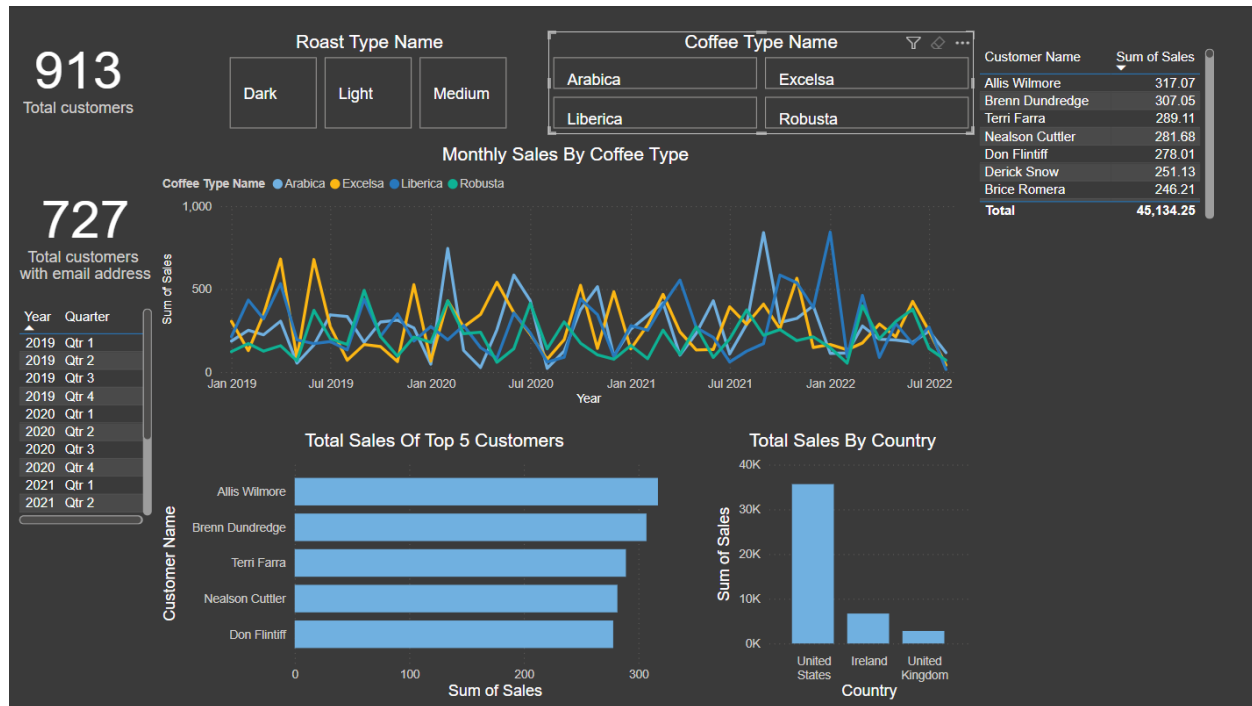 913
Total customers
727
Total customers
with email address
Year Quarter
2019 Qtr 1
2019 Qtr 2
2019 Qtr 3
2019 Qtr 4
2020 Qtr 1
2020 Qtr 2
2020 Qtr 3
2020 Qtr 4
2021 Qtr 1
2021 Qtr 2
Roast Type Name
Dark Light Medium
Coffee Type Name
Arabica Excelsa
Liberica Robusta
Customer Name Sum of Sales
Allis Wilmore 317.07
Brenn Dundredge 307.05
Terri Farra 289.11
Nealson Cuttler 281.68
Don Flintiff 278.01
Derick Snow 251.13
Brice Romera 246.21
Total 45,134.25
Monthly Sales By Coffee Type
Coffee Type Name Arabica Excelsa Liberica Robusta
Sum of Sales
1,000
500
0
Jan 2019 Jul 2019 Jan 2020 Jul 2020 Jan 2021 Jul 2021 Jan 2022 Jul 2022
Year
Total Sales Of Top 5 Customers
Customer Name
Allis Wilmore
Brenn Dundredge
Terri Farra
Nealson Cuttler
Don Flintiff
0 100 200 300
Sum of Sales
Total Sales By Country
Sum of Sales
40K
30K
20K
10K
0K
United
States
Ireland
United
Kingdom
Country